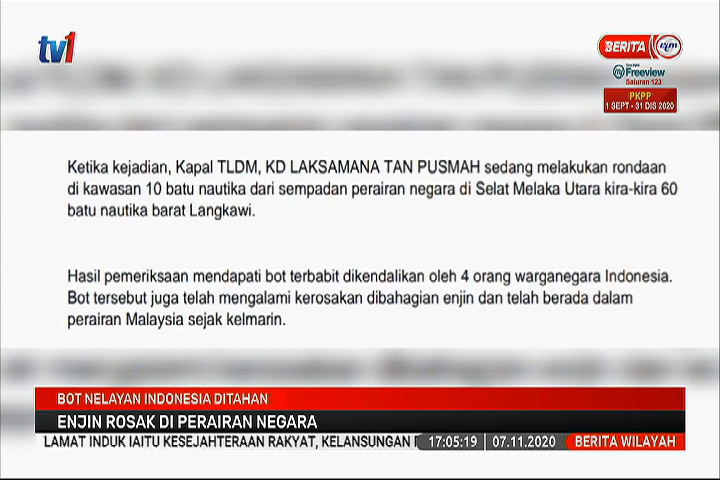 tv1
BERITA rtm
myFreeview
Saluran 123
PKPP
1 SEPT - 31 DIS 2020
Ketika kejadian, Kapal TLDM, KD LAKSAMANA TAN PUSMAH sedang melakukan rondaan
di kawasan 10 batu nautika dari sempadan perairan negara di Selat Melaka Utara kira-kira 60
batu nautika barat Langkawi.
Hasil pemeriksaan mendapati bot terbabit dikendalikan oleh 4 orang warganegara Indonesia.
Bot tersebut juga telah mengalami kerosakan dibahagian enjin dan telah berada dalam
perairan Malaysia sejak kelmarin.
BOT NELAYAN INDONESIA DITAHAN
ENJIN ROSAK DI PERAIRAN NEGARA
LAMAT INDUK IAITU KESEJAHTERAAN RAKYAT, KELANSUNGAN 17:05:19 07.11.2020 BERITA WILAYAH